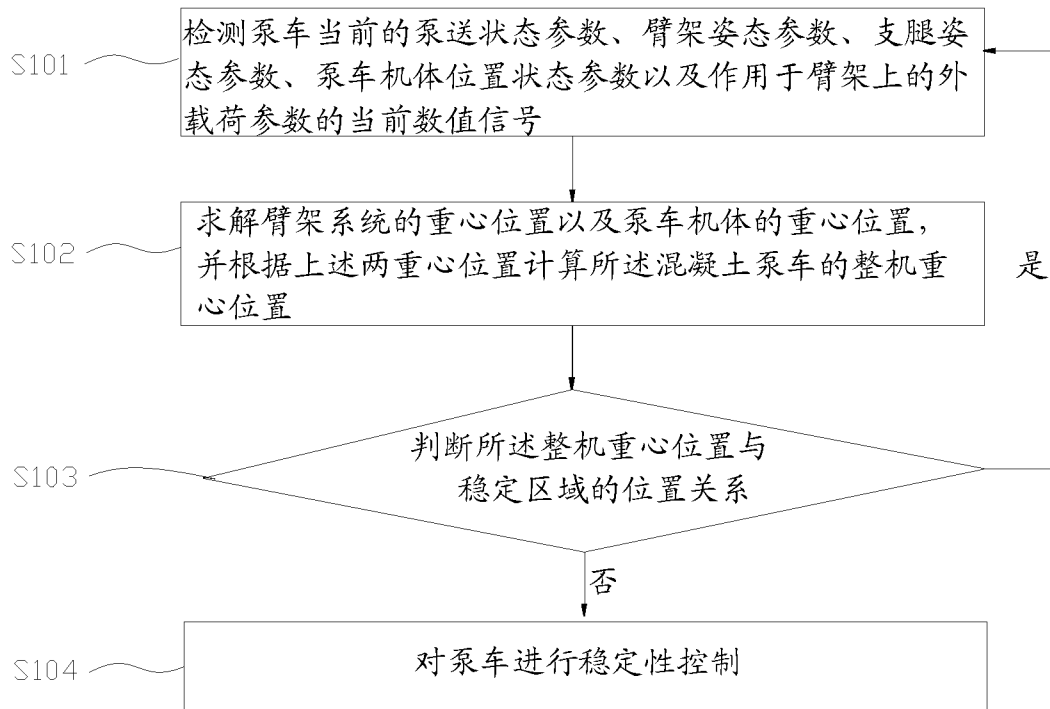 S101
检测泵车当前的泵送状态参数、臂架姿态参数、支腿姿
态参数、泵车机体位置状态参数以及作用于臂架上的外
载荷参数的当前数值信号
S102
求解臂架系统的重心位置以及泵车机体的重心位置,
并根据上述两重心位置计算所述混凝土泵车的整机重
心位置
是
S103
判断所述整机重心位置与
稳定区域的位置关系
否
S104
对泵车进行稳定性控制